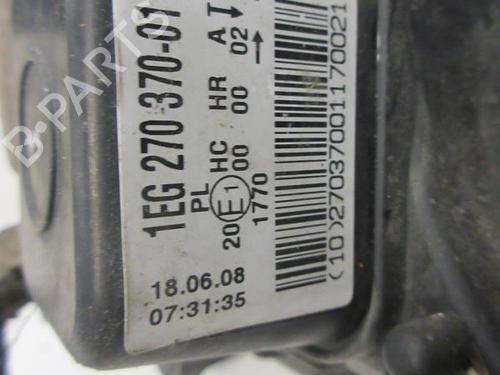 1EG 270 370-01
PL HC HR A
00 00 02
20 E1 1770
(10)27037001170021
18.06.08
07:31:35
B-Parts